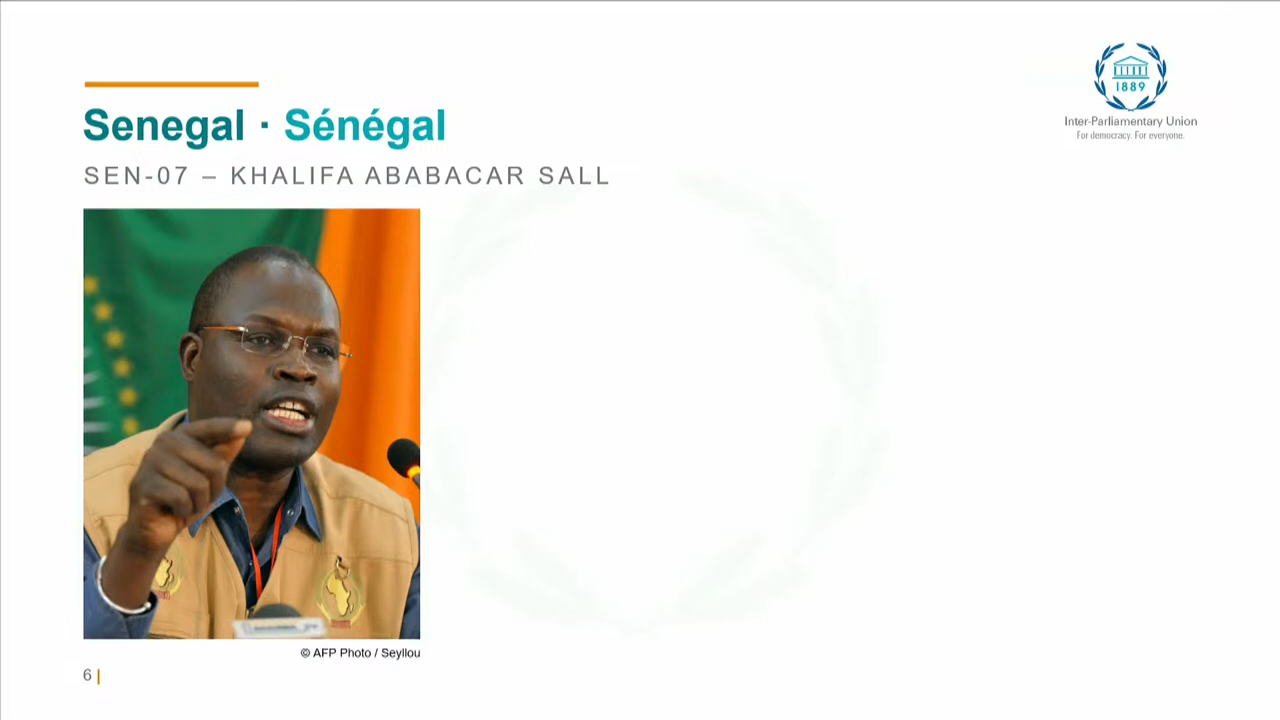 Senegal · Sénégal
SEN-07 – KHALIFA ABABACAR SALL
1889
Inter-Parliamentary Union
For democracy. For everyone.
© AFP Photo / Seyllou
6 |